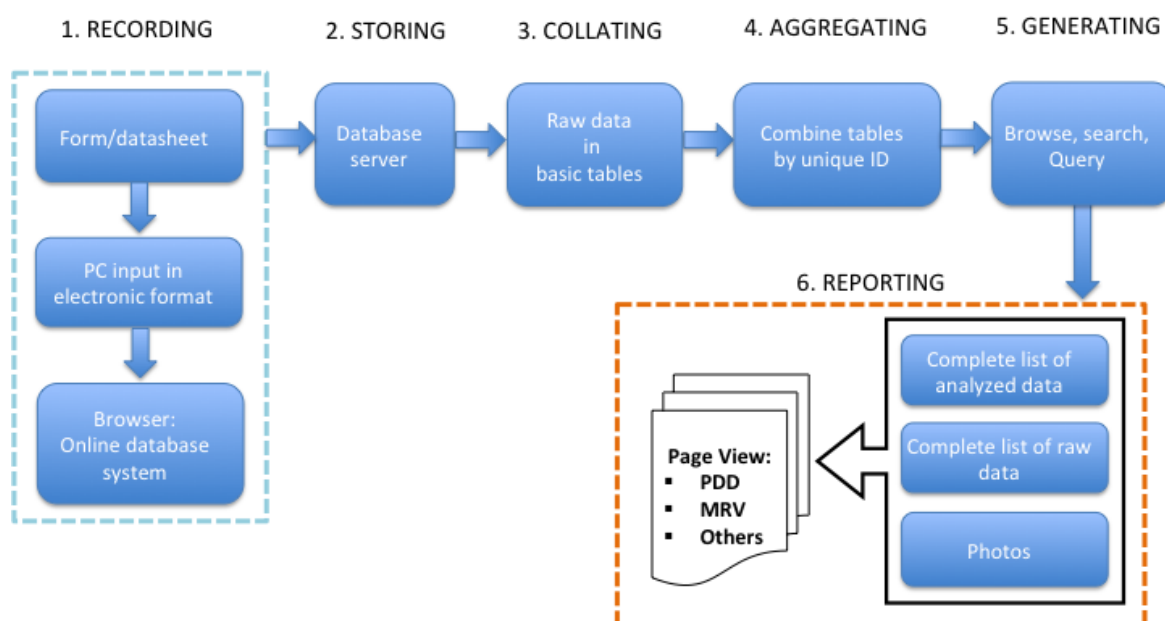 1. RECORDING
2. STORING
3. COLLATING
4. AGGREGATING
5. GENERATING
Form/datasheet
PC input in
electronic format
Browser:
Online database
system
Database
server
Raw data
in
basic tables
Combine tables
by unique ID
Browse, search,
Query
6. REPORTING
Page View:
▪ PDD
▪ MRV
▪ Others
Complete list of
analyzed data
Complete list of raw
data
Photos